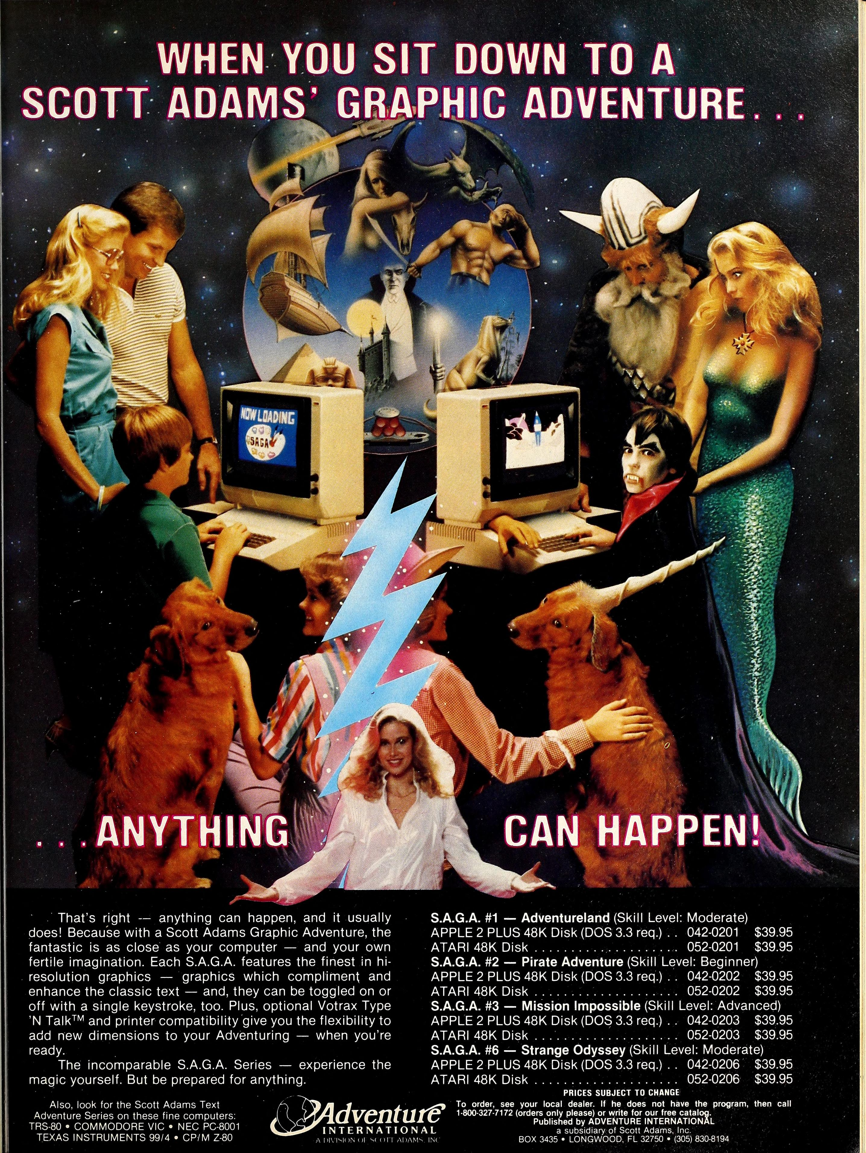 WHEN YOU SIT DOWN TO A
SCOTT ADAMS' GRAPHIC ADVENTURE...
NOW LOADING
SAGA
...ANYTHING CAN HAPPEN!
That's right — anything can happen, and it usually
does! Because with a Scott Adams Graphic Adventure, the
fantastic is as close as your computer — and your own
fertile imagination. Each S.A.G.A. features the finest in hi-
resolution graphics — graphics which compliment and
enhance the classic text — and, they can be toggled on or
off with a single keystroke, too. Plus, optional Votrax Type
'N Talk™ and printer compatibility give you the flexibility to
add new dimensions to your Adventuring — when you're
ready.
The incomparable S.A.G.A. Series — experience the
magic yourself. But be prepared for anything.
Also, look for the Scott Adams Text
Adventure Series on these fine computers:
TRS-80 • COMMODORE VIC • NEC PC-8001
TEXAS INSTRUMENTS 99/4 • CP/M Z-80
Adventure
INTERNATIONAL
A DIVISION OF SCOTT ADAMS, INC
S.A.G.A. #1 — Adventureland (Skill Level: Moderate)
APPLE 2 PLUS 48K Disk (DOS 3.3 req.) . . 042-0201 $39.95
ATARI 48K Disk . . . . . . . . . . . . . . . . . . . . 052-0201 $39.95
S.A.G.A. #2 — Pirate Adventure (Skill Level: Beginner)
APPLE 2 PLUS 48K Disk (DOS 3.3 req.) . . 042-0202 $39.95
ATARI 48K Disk . . . . . . . . . . . . . . . . . . . . 052-0202 $39.95
S.A.G.A. #3 — Mission Impossible (Skill Level: Advanced)
APPLE 2 PLUS 48K Disk (DOS 3.3 req.) . . 042-0203 $39.95
ATARI 48K Disk . . . . . . . . . . . . . . . . . . . . 052-0203 $39.95
S.A.G.A. #6 — Strange Odyssey (Skill Level: Moderate)
APPLE 2 PLUS 48K Disk (DOS 3.3 req.) . . 042-0206 $39.95
ATARI 48K Disk . . . . . . . . . . . . . . . . . . . . 052-0206 $39.95
PRICES SUBJECT TO CHANGE
To order, see your local dealer. If he does not have the program, then call
1-800-327-7172 (orders only please) or write for our free catalog.
Published by ADVENTURE INTERNATIONAL
a subsidiary of Scott Adams, Inc.
BOX 3435 • LONGWOOD, FL 32750 • (305) 830-8194